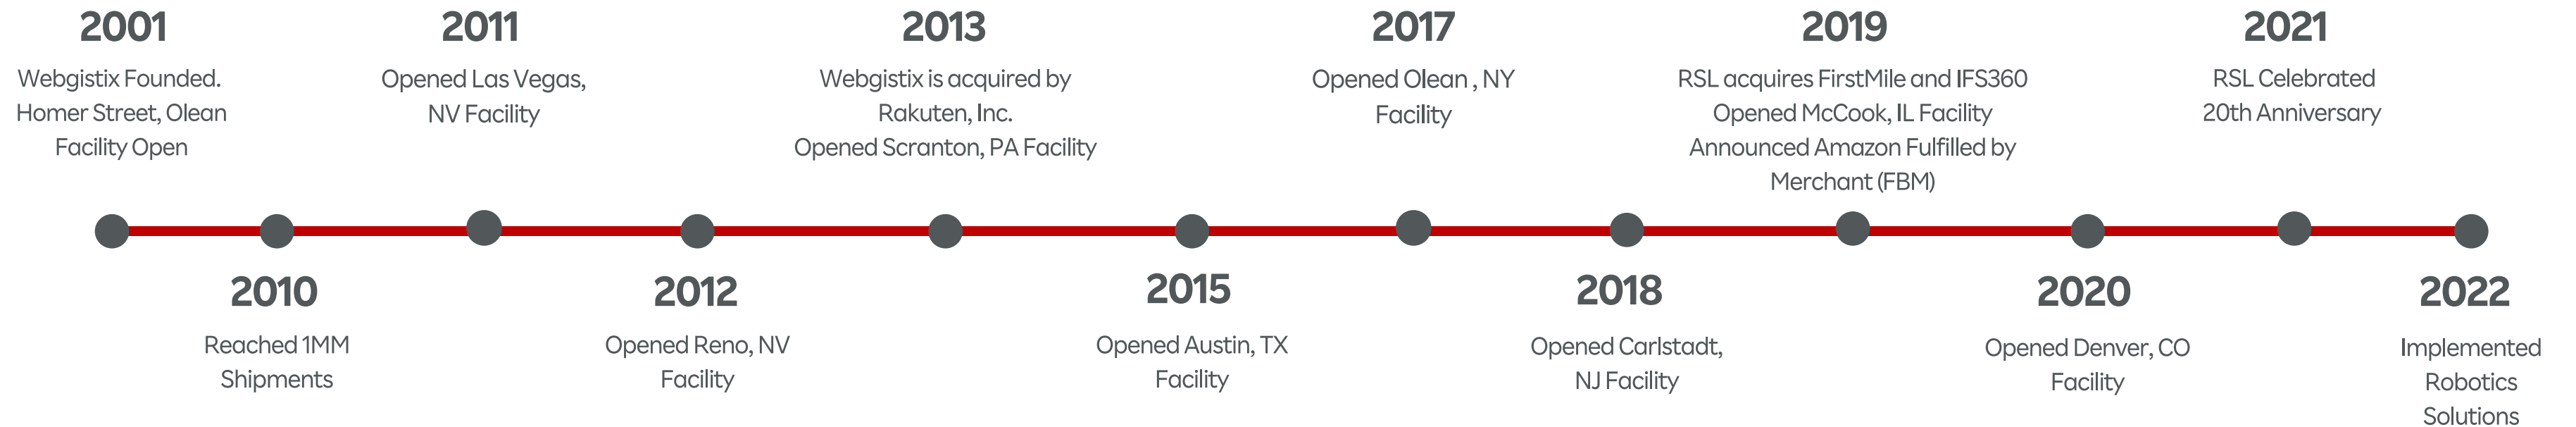 2001
Webgistix Founded.
Homer Street, Olean
Facility Open
2010
Reached 1MM
Shipments
2011
Opened Las Vegas,
NV Facility
2012
Opened Reno, NV
Facility
2013
Webgistix is acquired by
Rakuten, Inc.
Opened Scranton, PA Facility
2015
Opened Austin, TX
Facility
2017
Opened Olean , NY
Facility
2018
Opened Carlstadt,
NJ Facility
2019
RSL acquires FirstMile and IFS360
Opened McCook, IL Facility
Announced Amazon Fulfilled by
Merchant (FBM)
2020
Opened Denver, CO
Facility
2021
RSL Celebrated
20th Anniversary
2022
Implemented
Robotics
Solutions